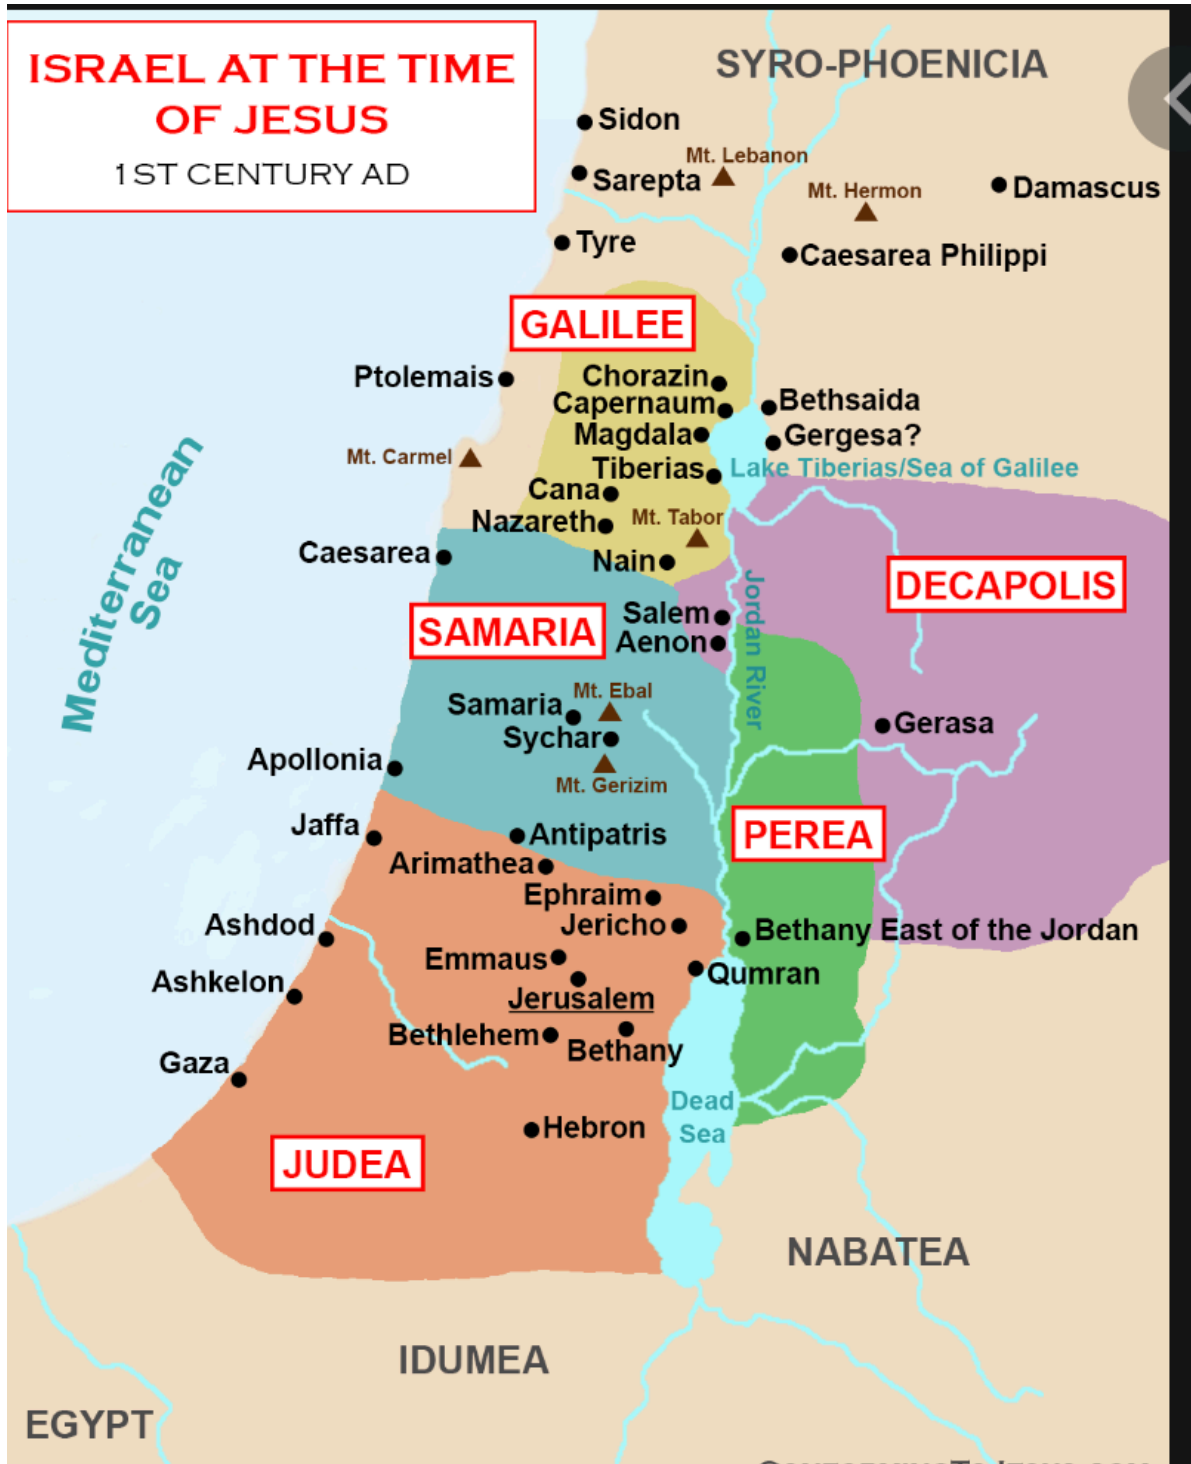 ISRAEL AT THE TIME
OF JESUS
1ST CENTURY AD
SYRO-PHOENICIA
Sidon
Mt. Lebanon
Sarepta
Mt. Hermon
Damascus
Tyre
Caesarea Philippi
GALILEE
Ptolemais
Chorazin
Capernaum
Bethsaida
Magdala
Gergesa?
Mt. Carmel
Tiberias
Lake Tiberias/Sea of Galilee
Cana
Nazareth
Mt. Tabor
Caesarea
Nain
Mediterranean
Sea
DECAPOLIS
Jordan River
SAMARIA
Salem
Aenon
Mt. Ebal
Samaria
Sychar
Gerasa
Apollonia
Mt. Gerizim
Jaffa
Antipatris
PEREA
Arimathea
Ephraim
Jericho
Ashdod
Bethany East of the Jordan
Emmaus
Qumran
Ashkelon
Jerusalem
Bethlehem
Bethany
Gaza
Dead
Sea
Hebron
JUDEA
NABATEA
IDUMEA
EGYPT